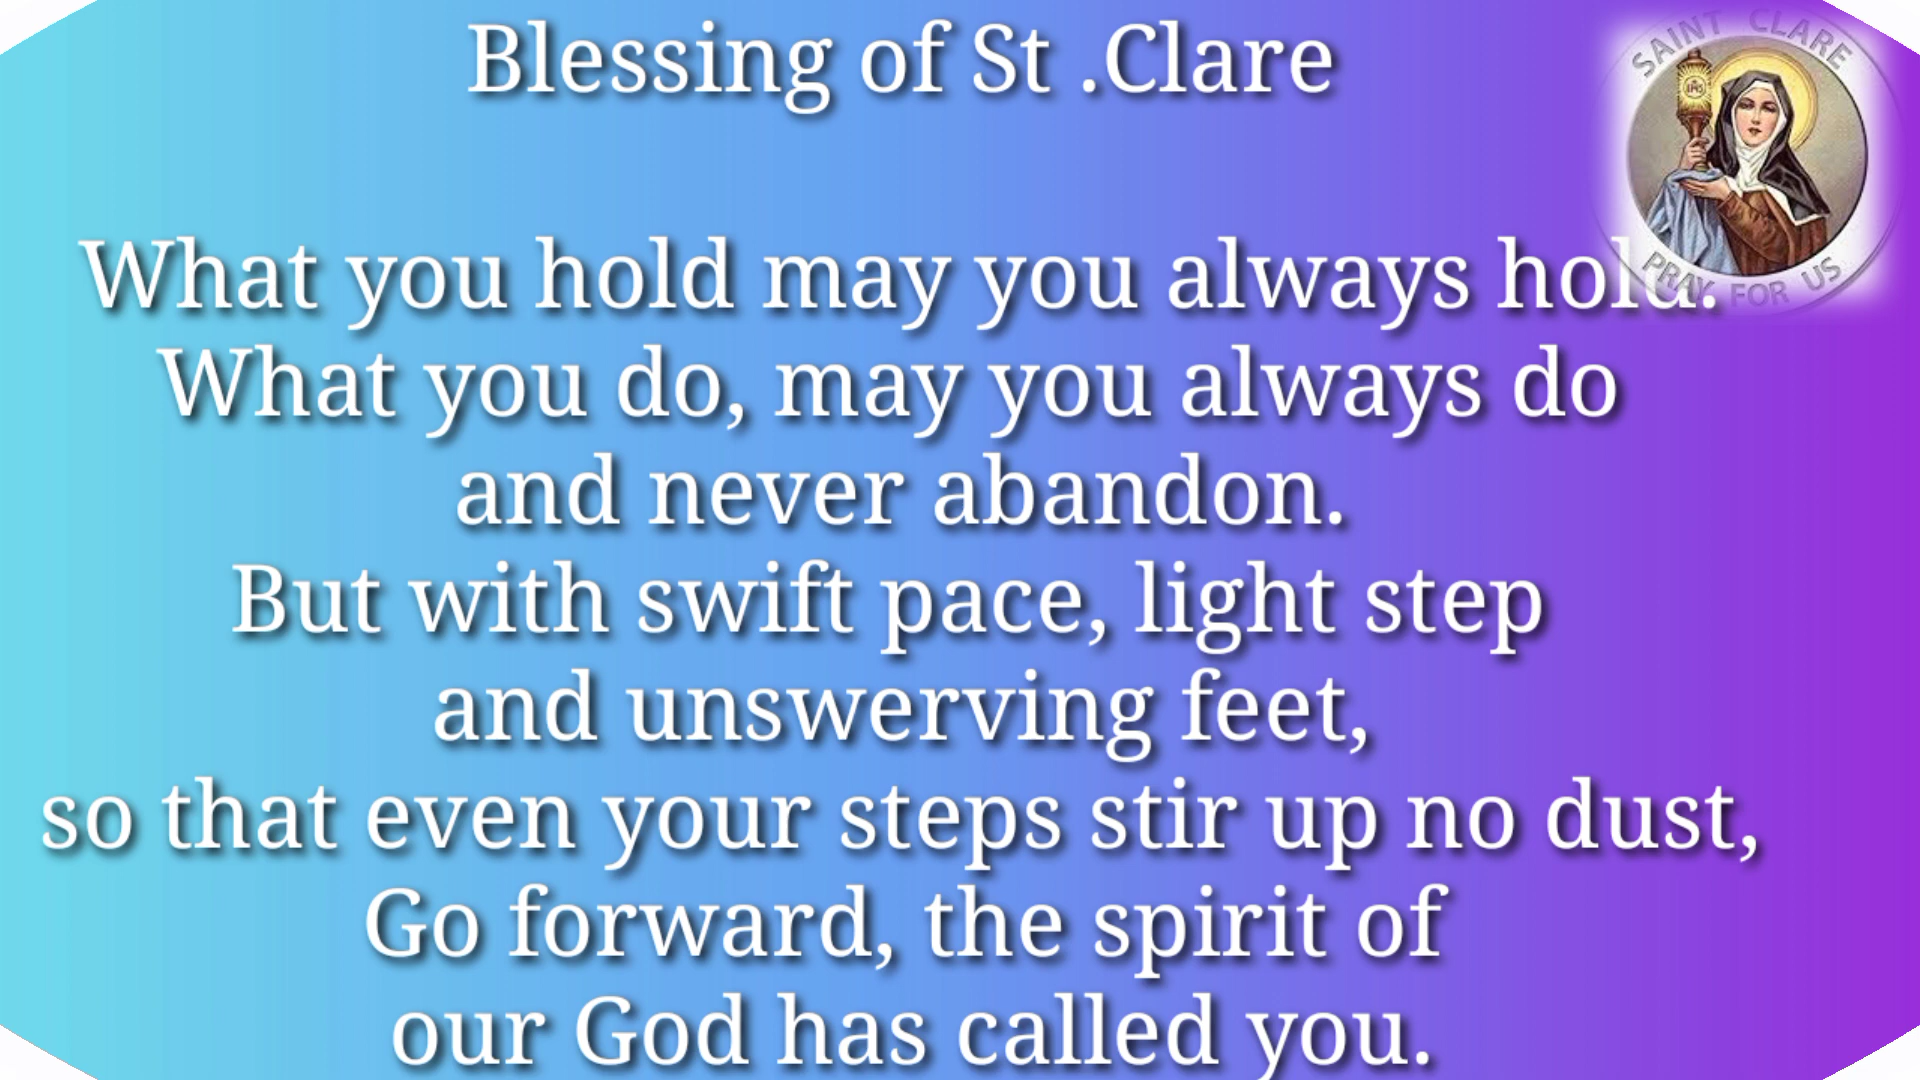 Blessing of St .Clare
SAINT CLARE
What you hold may you always hold.
PRAY FOR US
What you do, may you always do
and never abandon.
But with swift pace, light step
and unswerving feet,
so that even your steps stir up no dust,
Go forward, the spirit of
our God has called you.